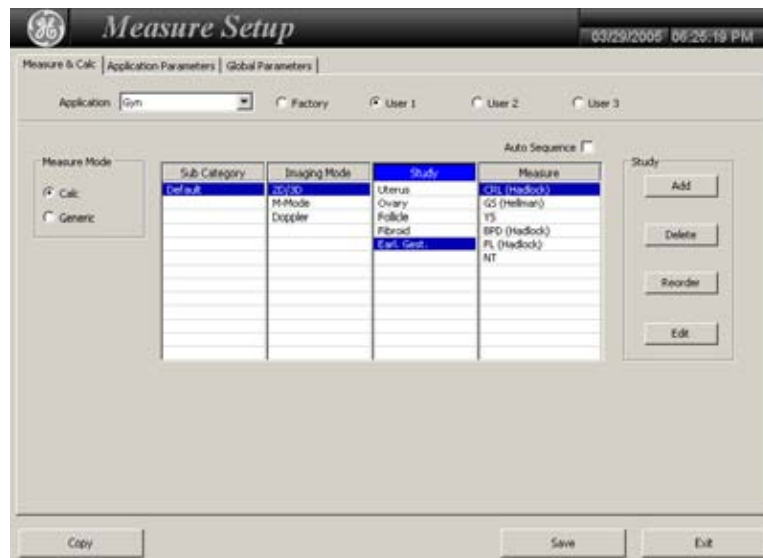 Measure Setup
03/29/2005 06:25:19 PM
Measure & Calc Application Parameters Global Parameters
Application Gyn Factory User 1 User 2 User 3
Auto Sequence
Measure Mode
Calc
Generic
Sub Category Imaging Mode Study Measure
Default 2D/3D Uterus CRL (Hadlock)
M-Mode Ovary GS (Hellman)
Doppler Follicle YS
Fibroid BPD (Hadlock)
Earl. Gest. FL (Hadlock)
NT
Study
Add
Delete
Reorder
Edit
Copy Save Exit